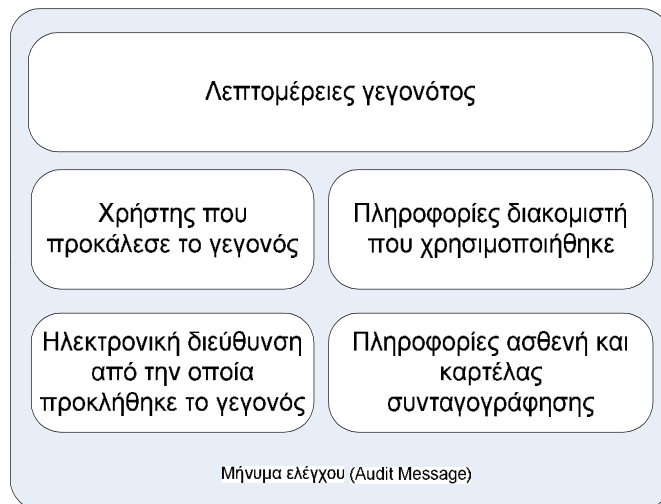 Λεπτομέρειες γεγονότος
Χρήστης που
προκάλεσε το γεγονός
Πληροφορίες διακομιστή
που χρησιμοποιήθηκε
Ηλεκτρονική διεύθυνση
από την οποία
προκλήθηκε το γεγονός
Πληροφορίες ασθενή και
καρτέλας
συνταγογράφησης
Μήνυμα ελέγχου (Audit Message)